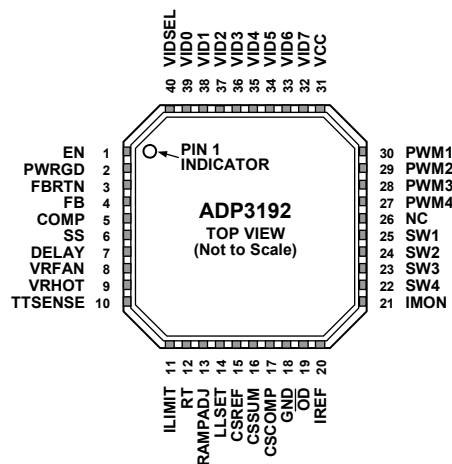 VIDSEL
VID0
VID1
VID2
VID3
VID4
VID5
VID6
VID7
VCC
40
39
38
37
36
35
34
33
32
31
EN 1
PWRGD 2
FBRTN 3
FB 4
COMP 5
SS 6
DELAY 7
VRFAN 8
VRHOT 9
TTSENSE 10
PIN 1
INDICATOR
ADP3192
TOP VIEW
(Not to Scale)
30 PWM1
29 PWM2
28 PWM3
27 PWM4
26 NC
25 SW1
24 SW2
23 SW3
22 SW4
21 IMON
11
12
13
14
15
16
17
18
19
20
ILIMIT
RT
RAMPADJ
LLSET
CSREF
CSSUM
CSCOMP
GND
OD
IREF